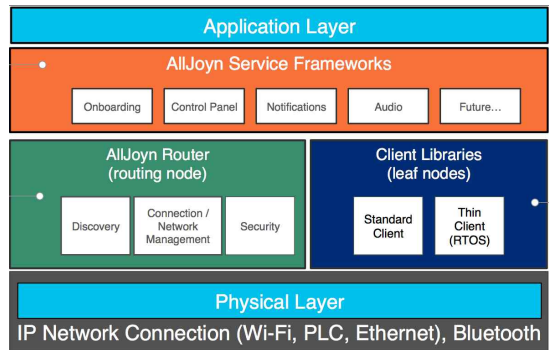 Application Layer
AllJoyn Service Frameworks
Onboarding
Control Panel
Notifications
Audio
Future...
AllJoyn Router
(routing node)
Discovery
Connection /
Network
Management
Security
Client Libraries
(leaf nodes)
Standard
Client
Thin
Client
(RTOS)
Physical Layer
IP Network Connection (Wi-Fi, PLC, Ethernet), Bluetooth